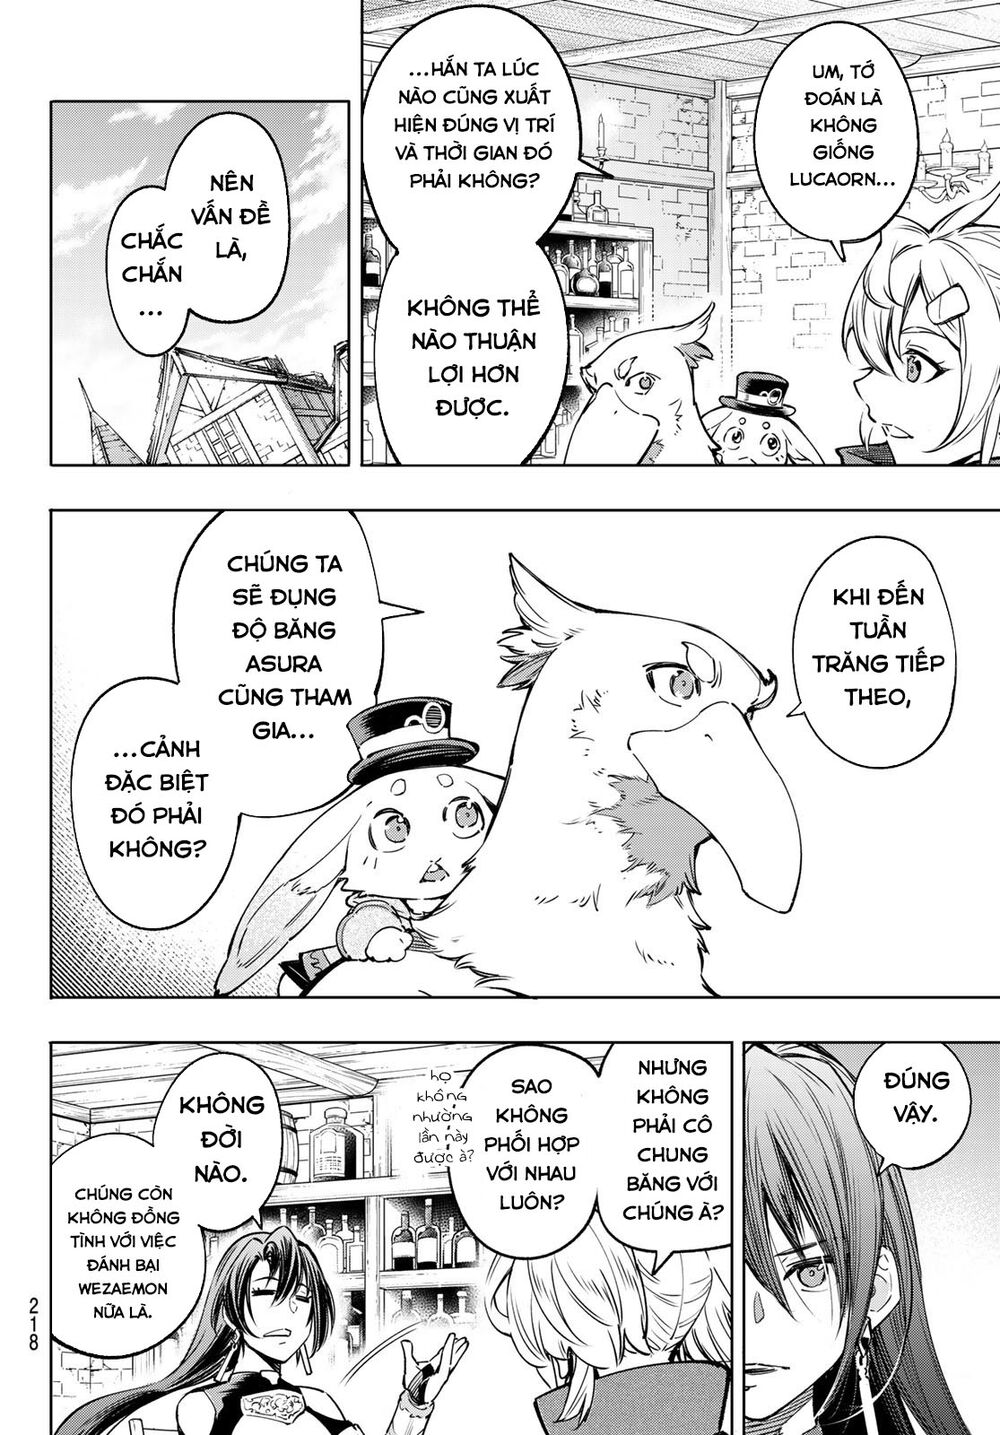 UM, TỚ
ĐOÁN LÀ
KHÔNG
GIỐNG
LUCAORN...
...HẮN TA LÚC
NÀO CŨNG XUẤT
HIỆN ĐÚNG VỊ TRÍ
VÀ THỜI GIAN ĐÓ
PHẢI KHÔNG?
KHÔNG THỂ
NÀO THUẬN
LỢI HƠN
ĐƯỢC.
NÊN
VẤN ĐỀ
LÀ,
CHẮC
CHẮN
...
KHI ĐẾN
TUẦN
TRĂNG TIẾP
THEO,
CHÚNG TA
SẼ ĐỤNG
ĐỘ BĂNG
ASURA
CŨNG THAM
GIA...
...CẢNH
ĐẶC BIỆT
ĐÓ PHẢI
KHÔNG?
ĐÚNG
VẬY.
NHƯNG
KHÔNG
PHẢI CÔ
CHUNG
BĂNG VỚI
CHÚNG À?
SAO
KHÔNG
PHỐI HỢP
VỚI NHAU
LUÔN?
họ
không
nhường
lần này
được à?
KHÔNG
ĐỜI
NÀO.
CHÚNG CÒN
KHÔNG ĐỒNG
TÌNH VỚI VIỆC
ĐÁNH BẠI
WEZAEMON
NỮA LÀ.
218